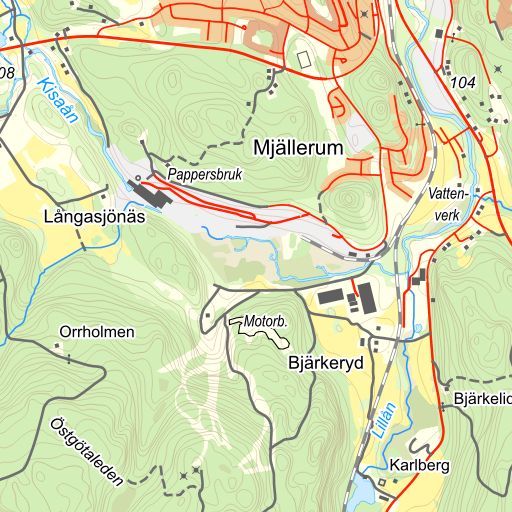 08
Kisaån
104
Mjällerum
Pappersbruk
Långasjönäs
Vatten-
verk
Orrholmen
Motorb.
Bjärkeryd
Bjärkelid
Östgötaleden
Lillån
Karlberg